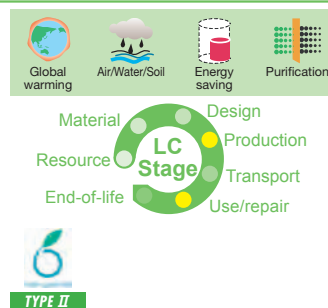 Global warming
Air/Water/Soil
Energy saving
Purification
Design
Material
Production
LC Stage
Resource
Transport
End-of-life
Use/repair
TYPE II